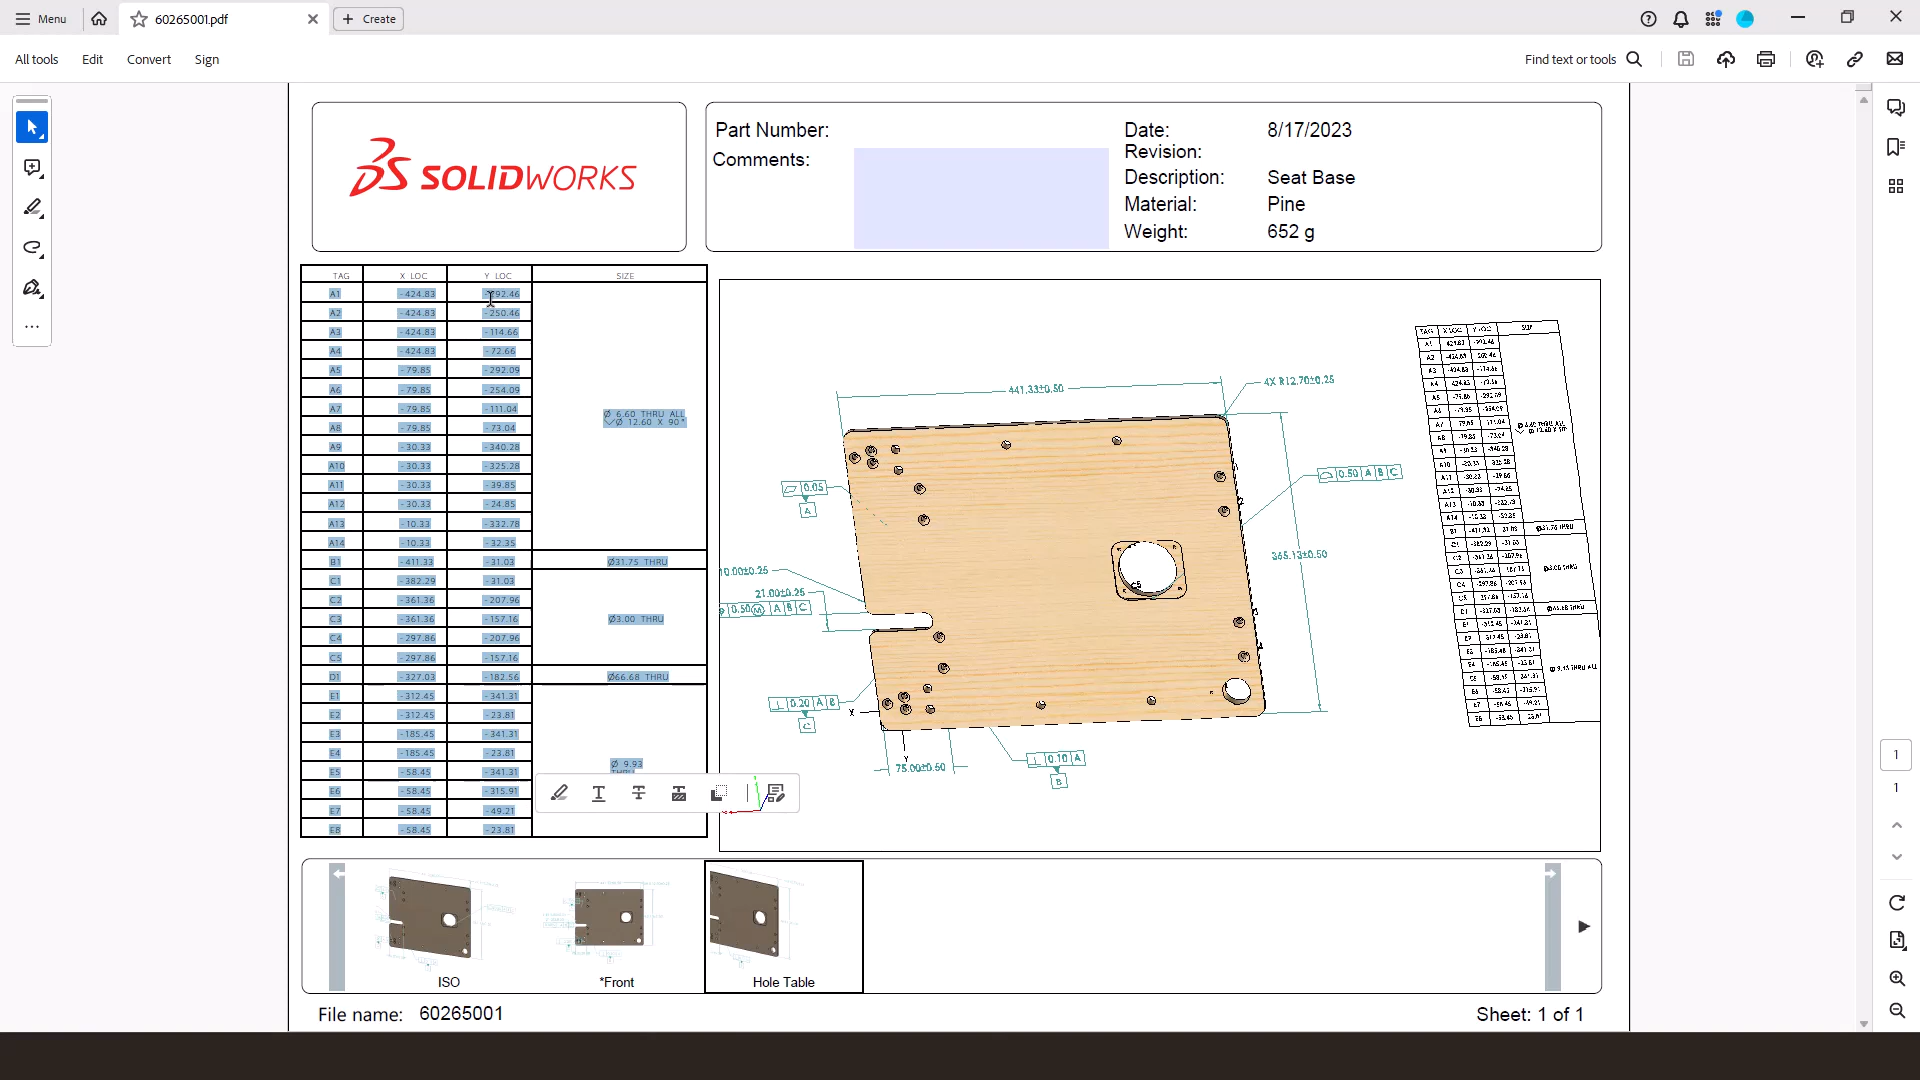 Menu
60265001.pdf
Create
All tools
Edit
Convert
Sign
Find text or tools
SOLIDWORKS
Part Number:
Comments:
Date: 8/17/2023
Revision:
Description: Seat Base
Material: Pine
Weight: 652 g
TAG X LOC Y LOC SIZE
A1 -424.83 -292.46
A2 -424.83 -250.46
A3 -424.83 -114.66
A4 -424.83 -72.66
A5 -79.85 -292.09
A6 -79.85 -254.09
A7 -79.85 -111.04
Ø 6.60 THRU ALL
Ø 12.60 X 90°
A8 -79.85 -73.04
A9 -30.33 -340.28
A10 -30.33 -325.28
A11 -30.33 -39.85
A12 -30.33 -24.85
A13 -10.33 -332.78
A14 -10.33 -32.35
B1 -411.33 -31.03 Ø31.75 THRU
C1 -382.29 -31.03
C2 -361.36 -207.96
C3 -361.36 -157.16 Ø3.00 THRU
C4 -297.86 -207.96
C5 -297.86 -157.16
D1 -327.03 -182.56 Ø66.68 THRU
E1 -312.45 -341.31
E2 -312.45 -23.81
E3 -185.45 -341.31
E4 -185.45 -23.81
E5 -58.45 -341.31 Ø 9.93
E6 -58.45 -315.91
E7 -58.45 -49.21
E8 -58.45 -23.81
441.33±0.50
4X R12.70±0.25
0.50 A B C
0.05
A
365.13±0.50
10.00±0.25
21.00±0.25
0.50Ⓜ A B C
C5
0.20 A B
C
X
Y
75.00±0.50
0.10 A
B
TAG X LOC Y LOC SIZE
ISO
*Front
Hole Table
File name: 60265001
Sheet: 1 of 1
1
1